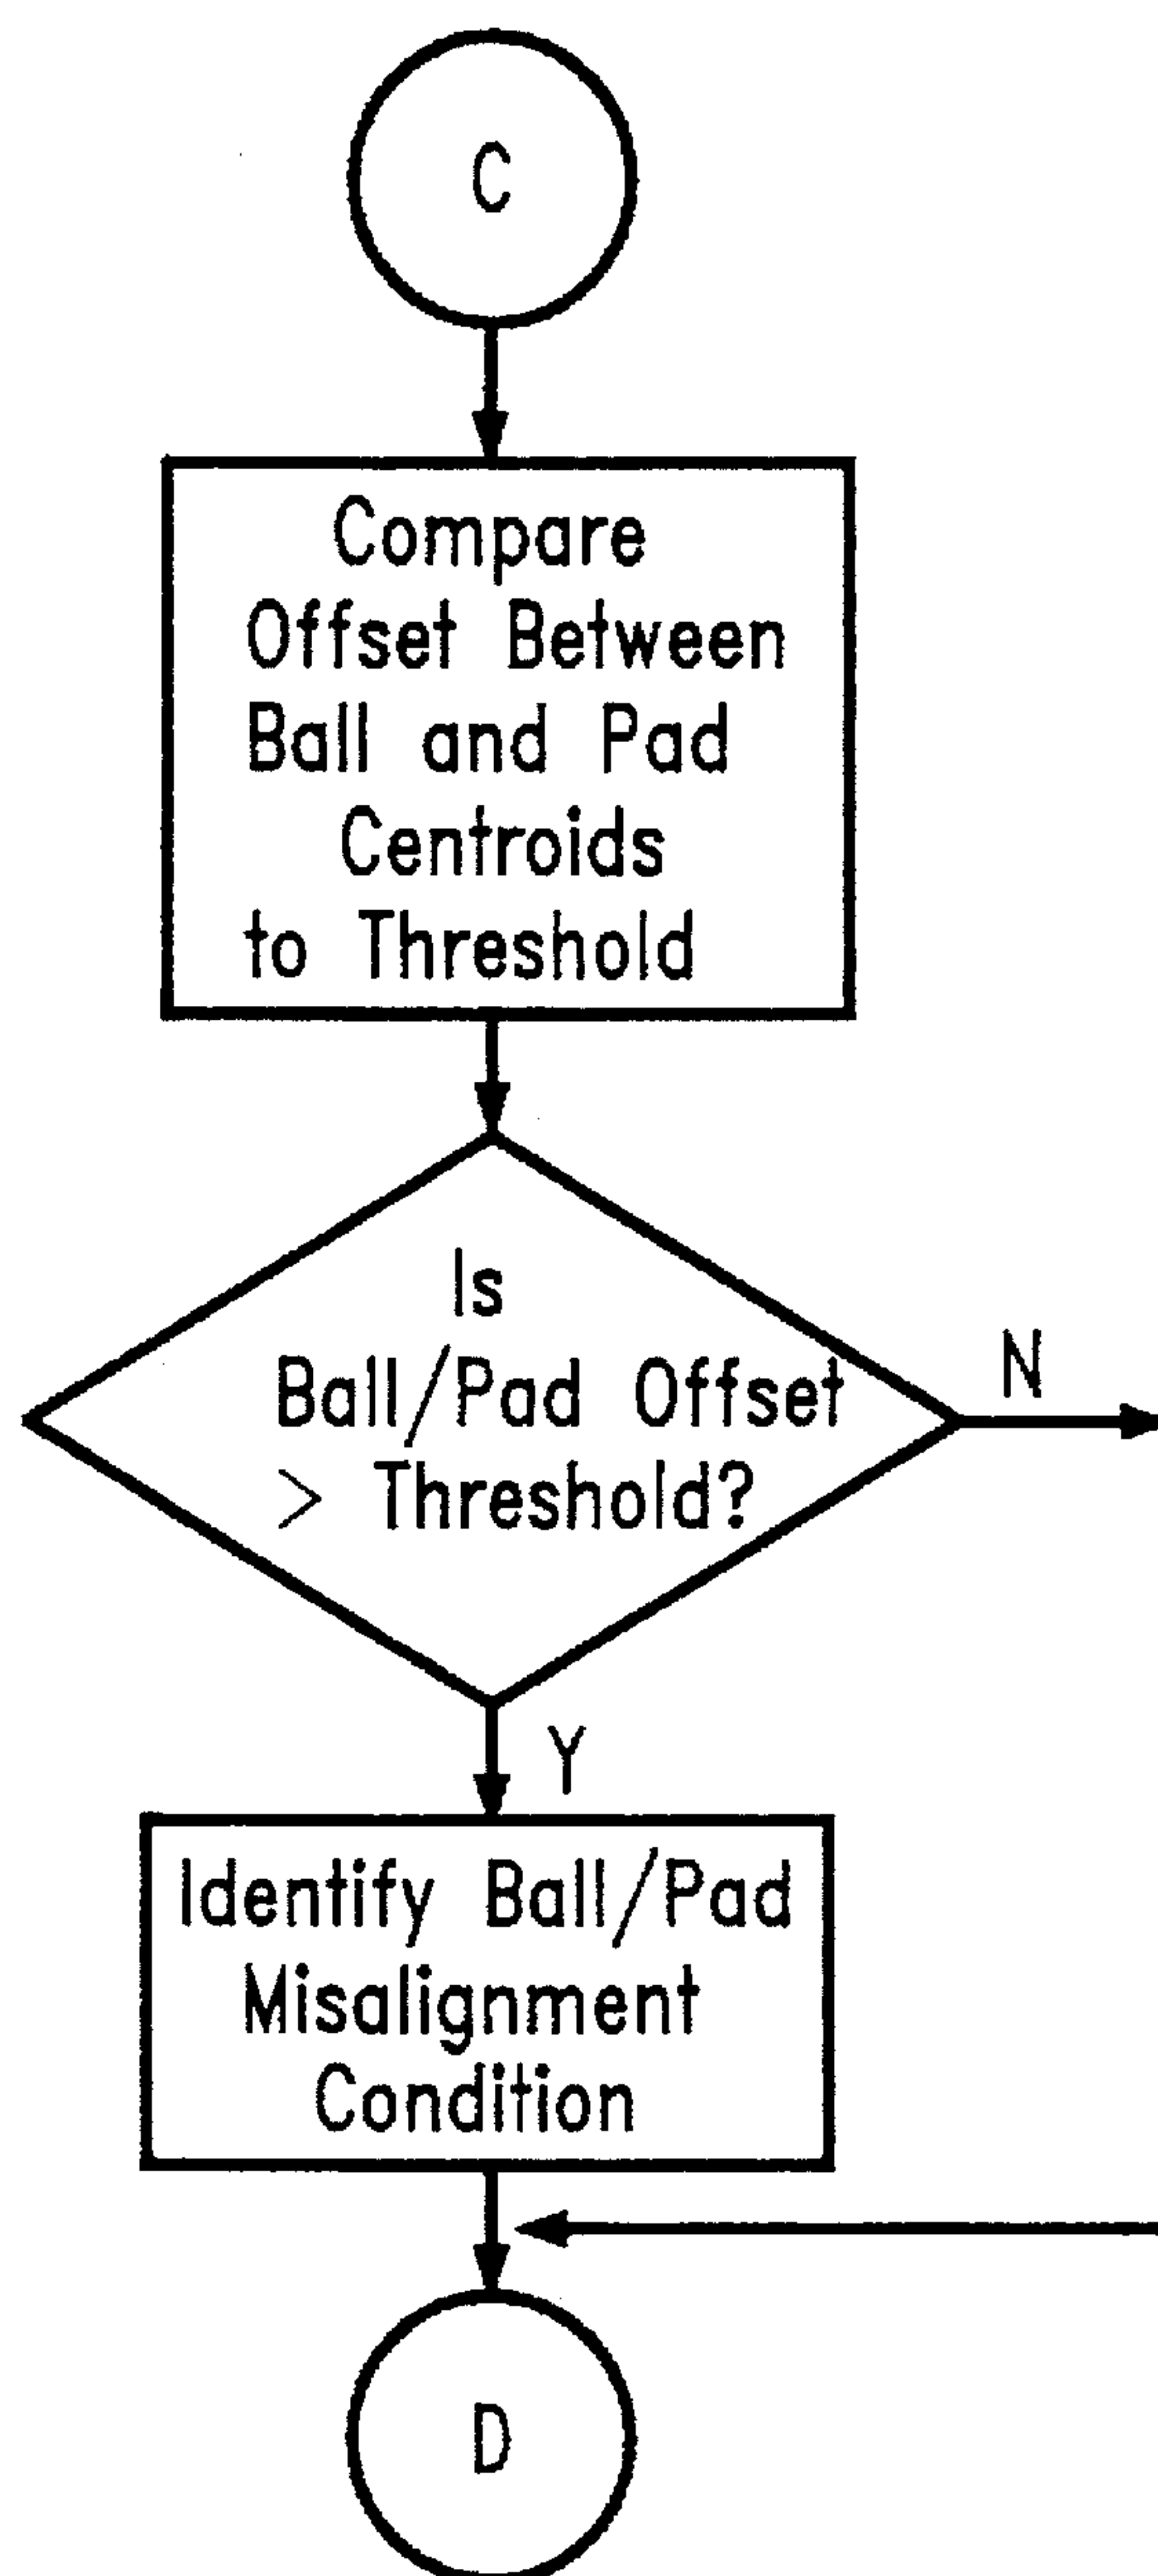 C
Compare
Offset Between
Ball and Pad
Centroids
to Threshold
Is
Ball/Pad Offset
> Threshold?
N
Y
Identify Ball/Pad
Misalignment
Condition
D